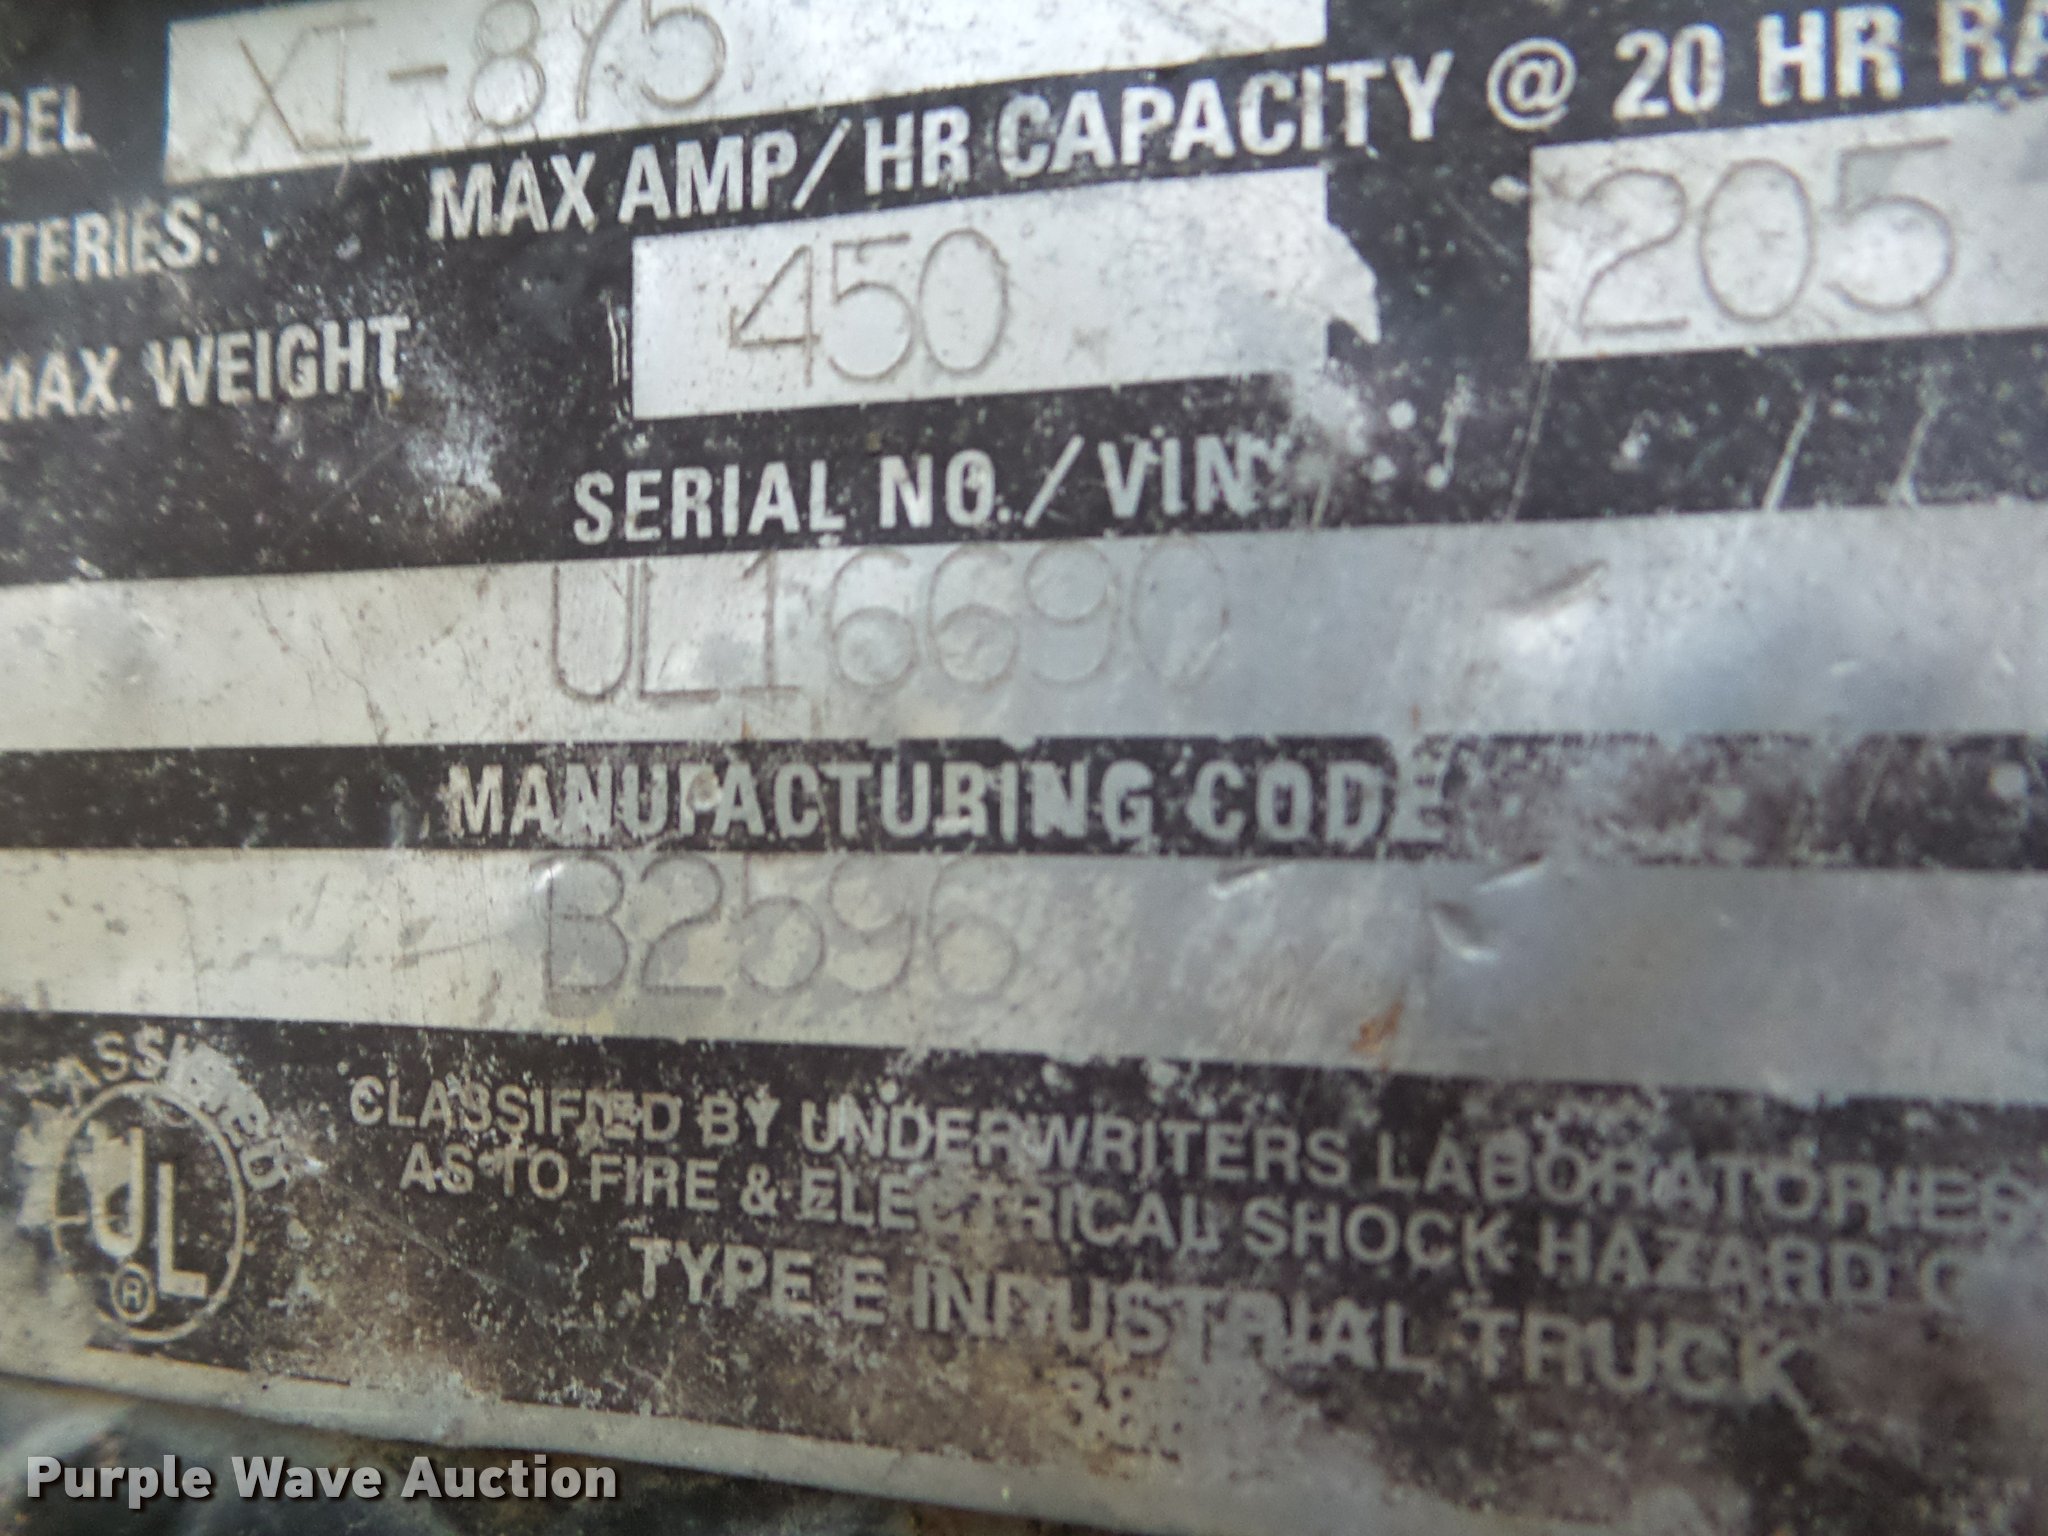 ODEL XI-875
MAX AMP/HR CAPACITY @ 20 HR RA
TERIES: 450 205
MAX. WEIGHT
SERIAL NO./VIN
UL16690
MANUFACTURING CODE
B2596
CLASSIFIED
UL
®
CLASSIFIED BY UNDERWRITERS LABORATORIES
AS TO FIRE & ELECTRICAL SHOCK HAZARD O
TYPE E INDUSTRIAL TRUCK
Purple Wave Auction